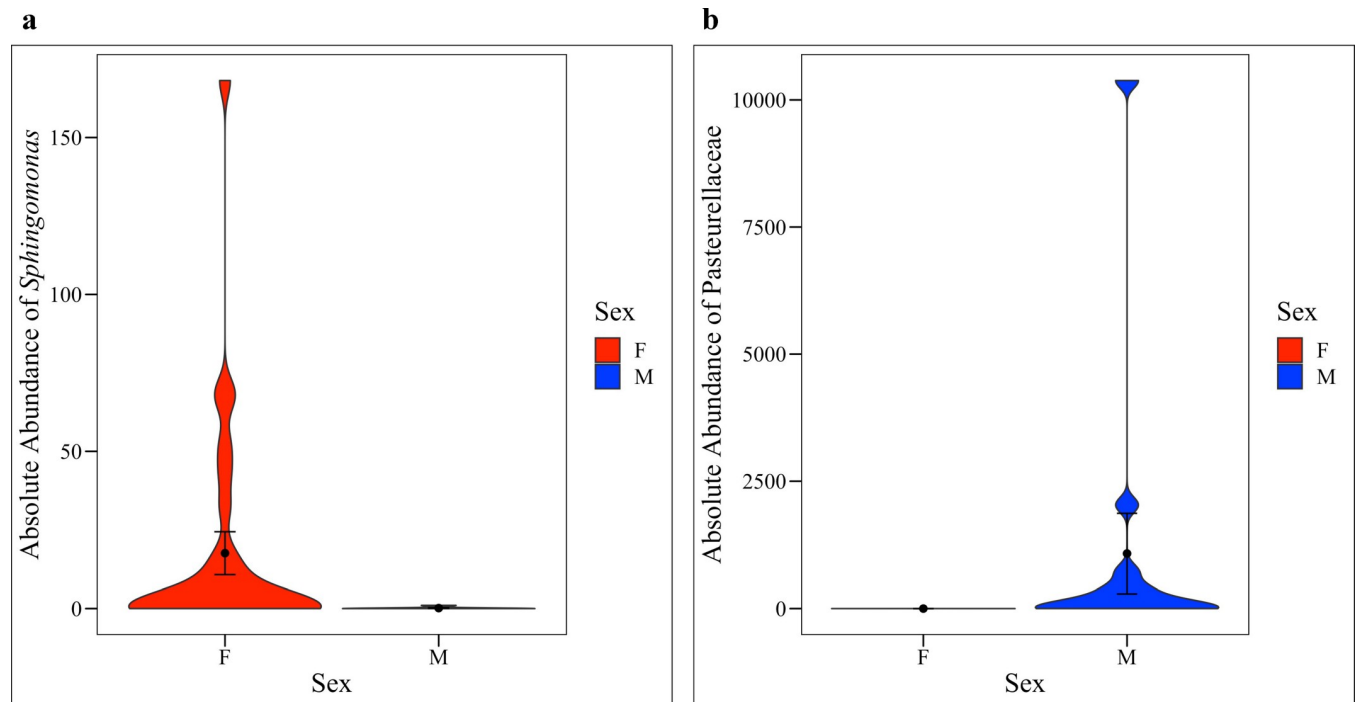 a
Absolute Abundance of Sphingomonas
150
100
50
0
F
M
Sex
Sex
F
M
b
Absolute Abundance of Pasteurellaceae
10000
7500
5000
2500
0
F
M
Sex
Sex
F
M